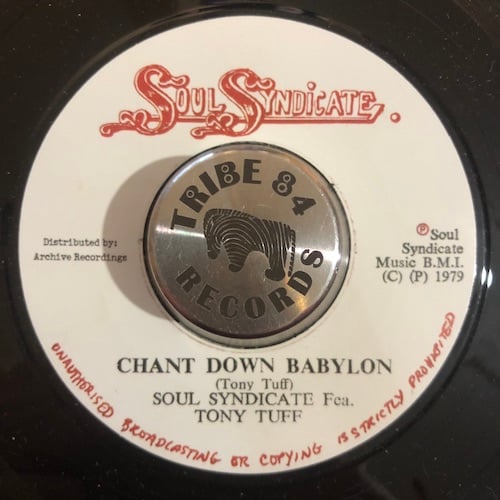 SOUL SYNDICATE.
TRIBE 84
RECORDS
Distributed by:
Archive Recordings
℗ Soul
Syndicate
Music B.M.I.
(C) (P) 1979
CHANT DOWN BABYLON
(Tony Tuff)
SOUL SYNDICATE Fea.
TONY TUFF
UNAUTHORISED BROADCASTING OR COPYING IS STRICTLY PROHIBITED